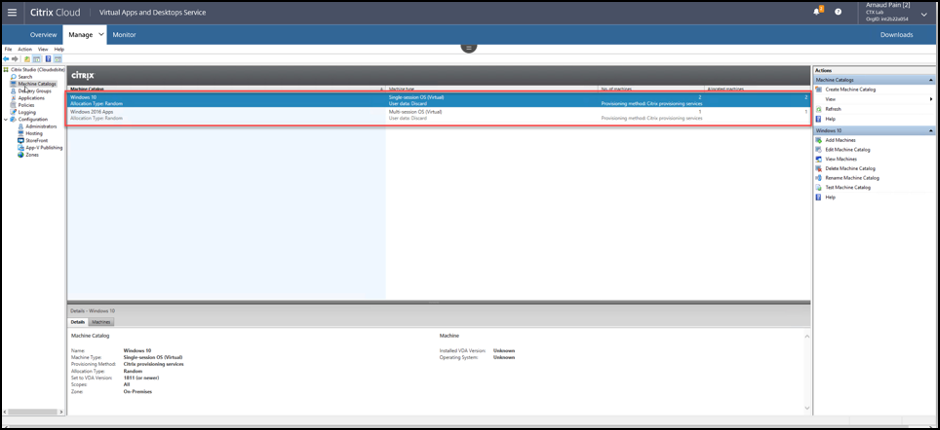 Citrix Cloud Virtual Apps and Desktops Service
Arnaud Pain [2]
CTX Lab
OrgID:
Overview Manage Monitor Downloads
File Action View Help
Citrix Studio
Search
Machine Catalogs
Delivery Groups
Applications
Policies
Logging
Configuration
Administrators
Hosting
StoreFront
App-V Publishing
Zones
CITRIX
Machine Catalog Machine type No. of machines Allocated machines
Windows 10 Single-session OS (Virtual) 2 2
Allocation Type: Random User data: Discard Provisioning method: Citrix provisioning services
Windows 2016 Apps Multi-session OS (Virtual) 1
Allocation Type: Random User data: Discard Provisioning method: Citrix provisioning services
Details - Windows 10
Details Machines
Machine Catalog Machine
Name: Windows 10 Installed VDA Version: Unknown
Machine Type: Single-session OS (Virtual) Operating System: Unknown
Provisioning Method: Citrix provisioning services
Allocation Type: Random
Set to VDA Version: 1811 (or newer)
Scopes: All
Zone: On-Premises
Actions
Machine Catalogs
Create Machine Catalog
View
Refresh
Help
Windows 10
Add Machines
Edit Machine Catalog
View Machines
Delete Machine Catalog
Rename Machine Catalog
Test Machine Catalog
Help